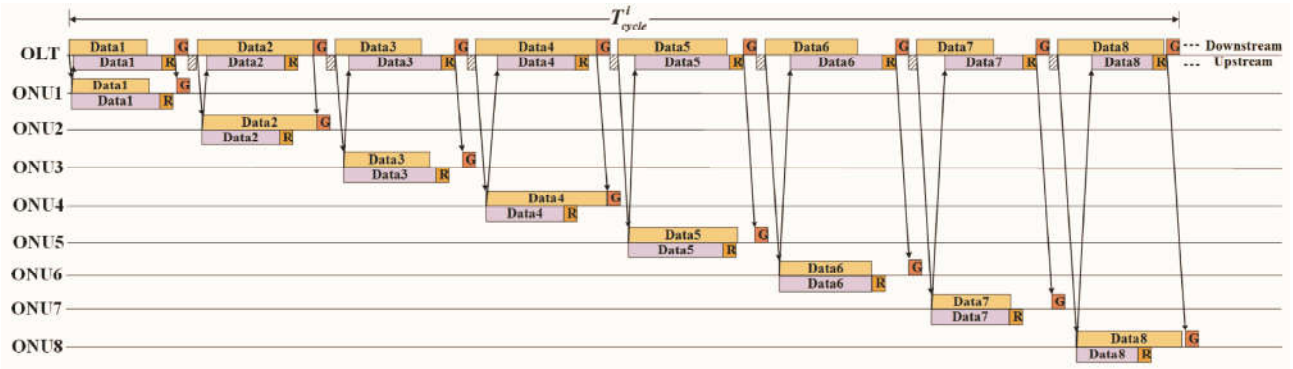 T^i_cycle
OLT Data1 G Data2 G Data3 G Data4 G Data5 G Data6 G Data7 G Data8 G Downstream
Data1 R Data2 R Data3 R Data4 R Data5 R Data6 R Data7 R Data8 R Upstream
ONU1 Data1 G
Data1 R
ONU2 Data2 G
Data2 R
ONU3 Data3 G
Data3 R
ONU4 Data4 G
Data4 R
ONU5 Data5 G
Data5 R
ONU6 Data6 G
Data6 R
ONU7 Data7 G
Data7 R
ONU8 Data8 G
Data8 R